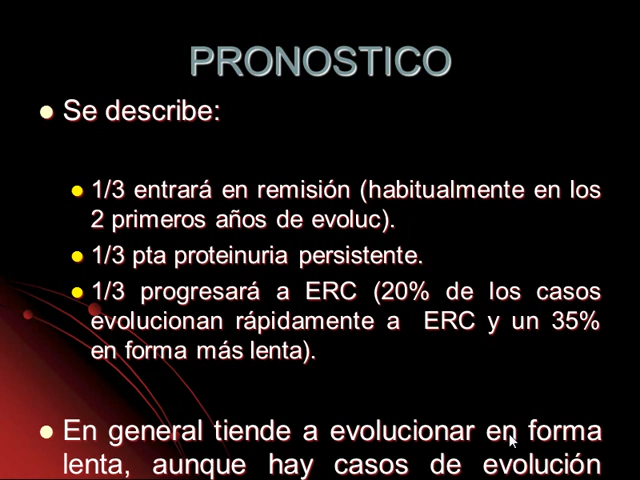 PRONOSTICO
Se describe:
1/3 entrará en remisión (habitualmente en los
2 primeros años de evoluc).
1/3 pta proteinuria persistente.
1/3 progresará a ERC (20% de los casos
evolucionan rápidamente a ERC y un 35%
en forma más lenta).
En general tiende a evolucionar en forma
lenta, aunque hay casos de evolución